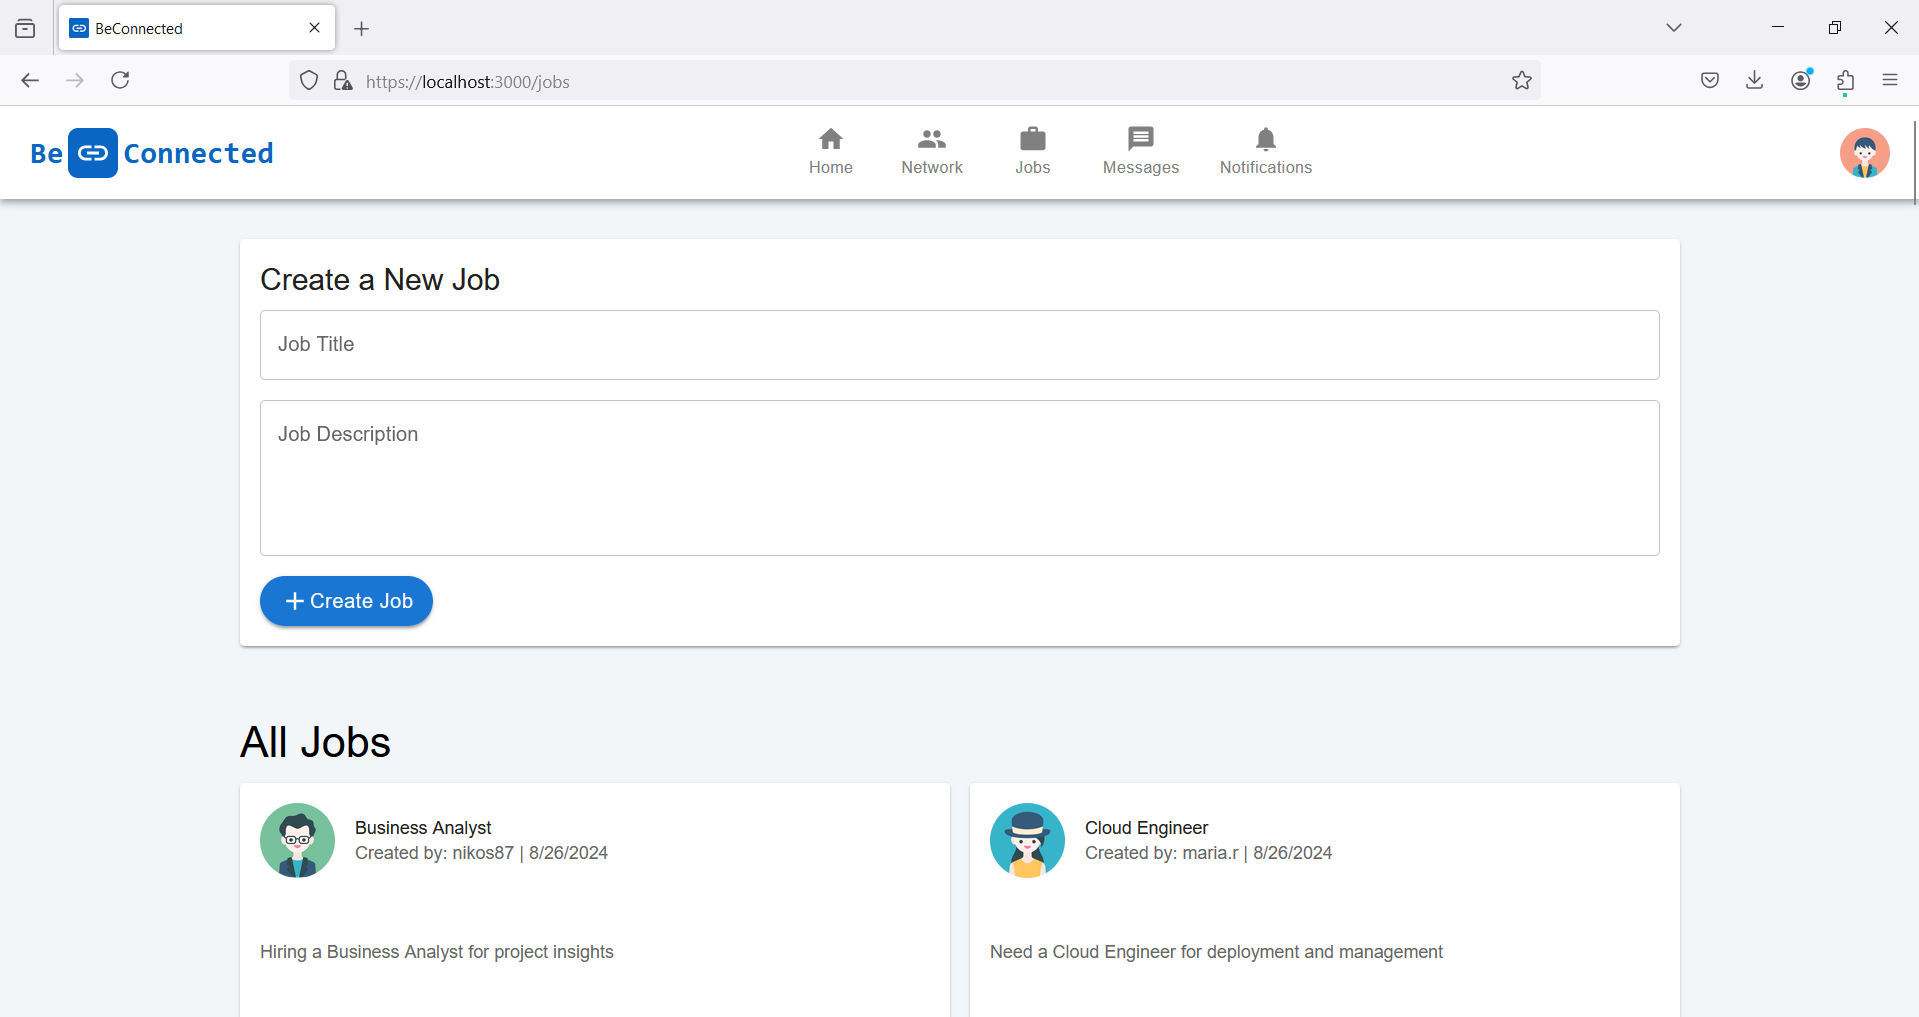 BeConnected
https://localhost:3000/jobs
Be Connected
Home Network Jobs Messages Notifications
Create a New Job
Job Title
Job Description
Create Job
All Jobs
Business Analyst
Created by: nikos87 | 8/26/2024
Hiring a Business Analyst for project insights
Cloud Engineer
Created by: maria.r | 8/26/2024
Need a Cloud Engineer for deployment and management